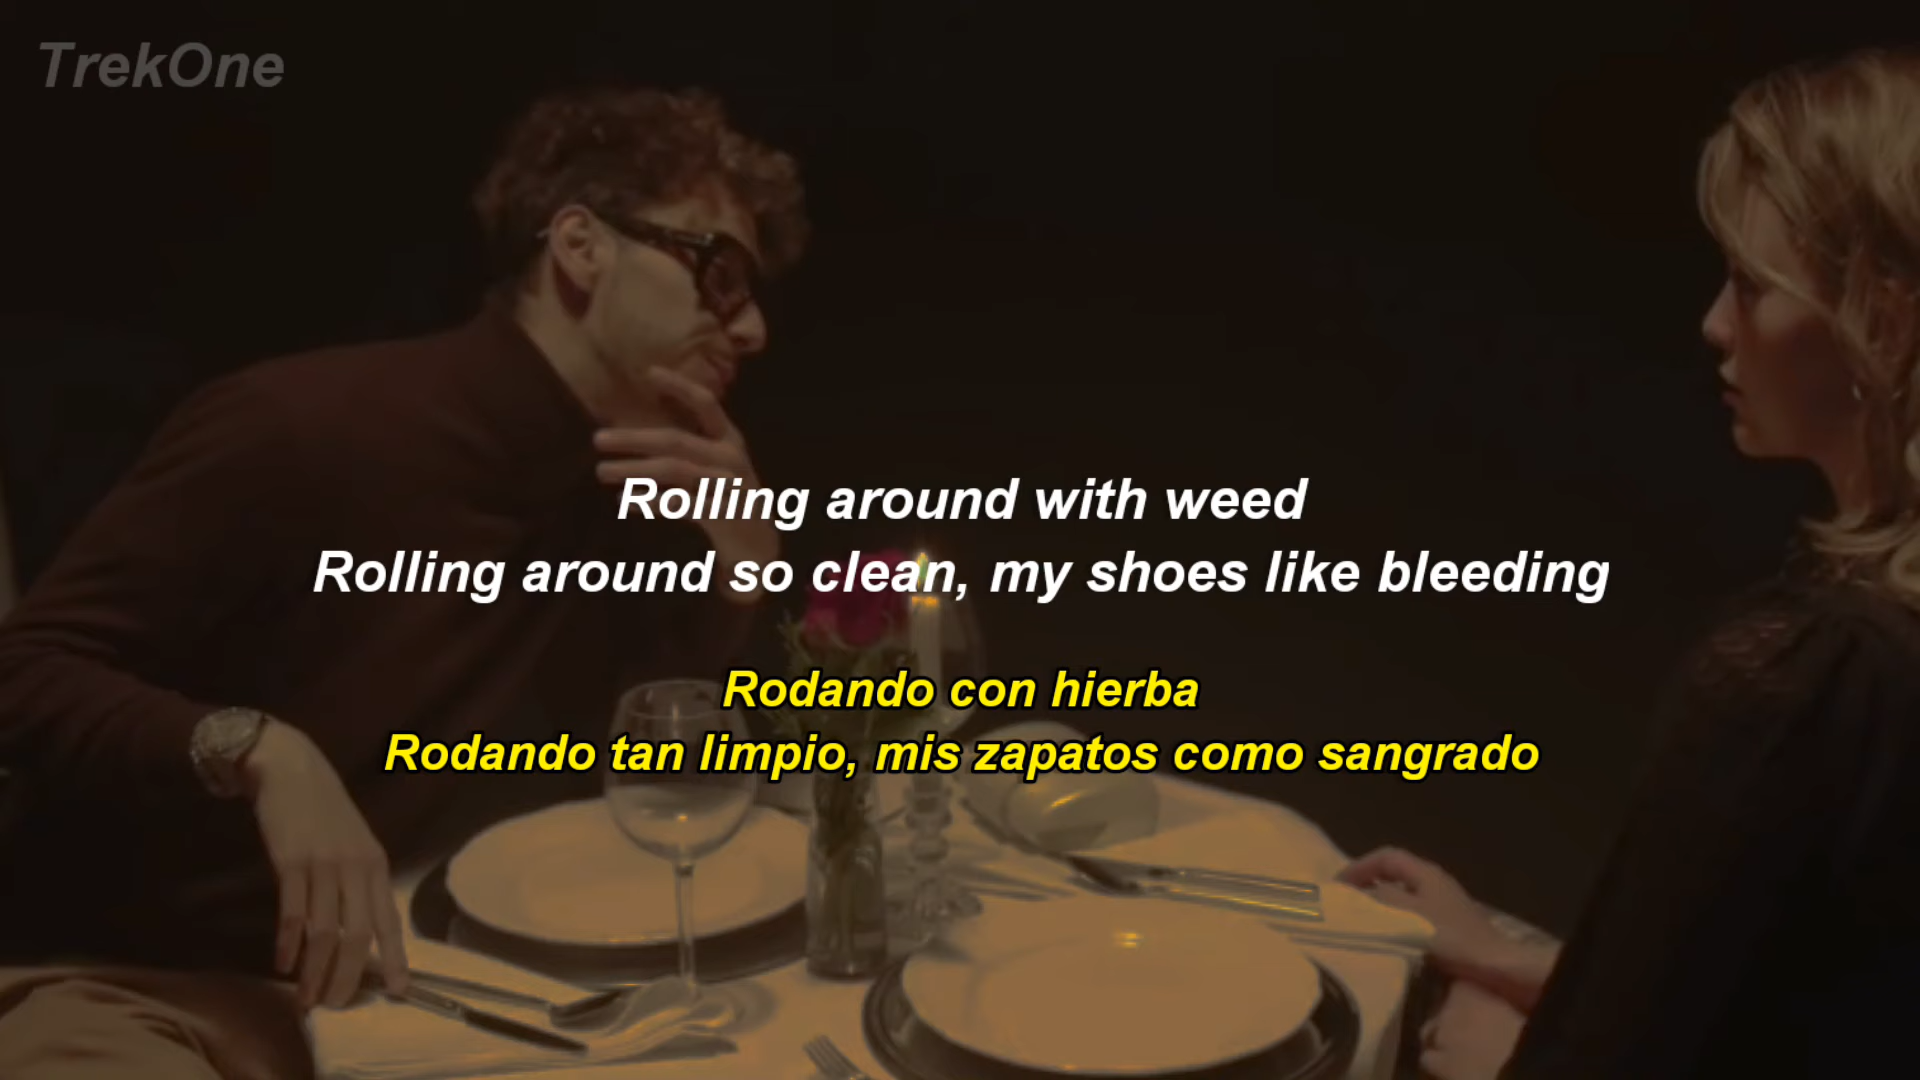 TrekOne
Rolling around with weed
Rolling around so clean, my shoes like bleeding
Rodando con hierba
Rodando tan limpio, mis zapatos como sangrado